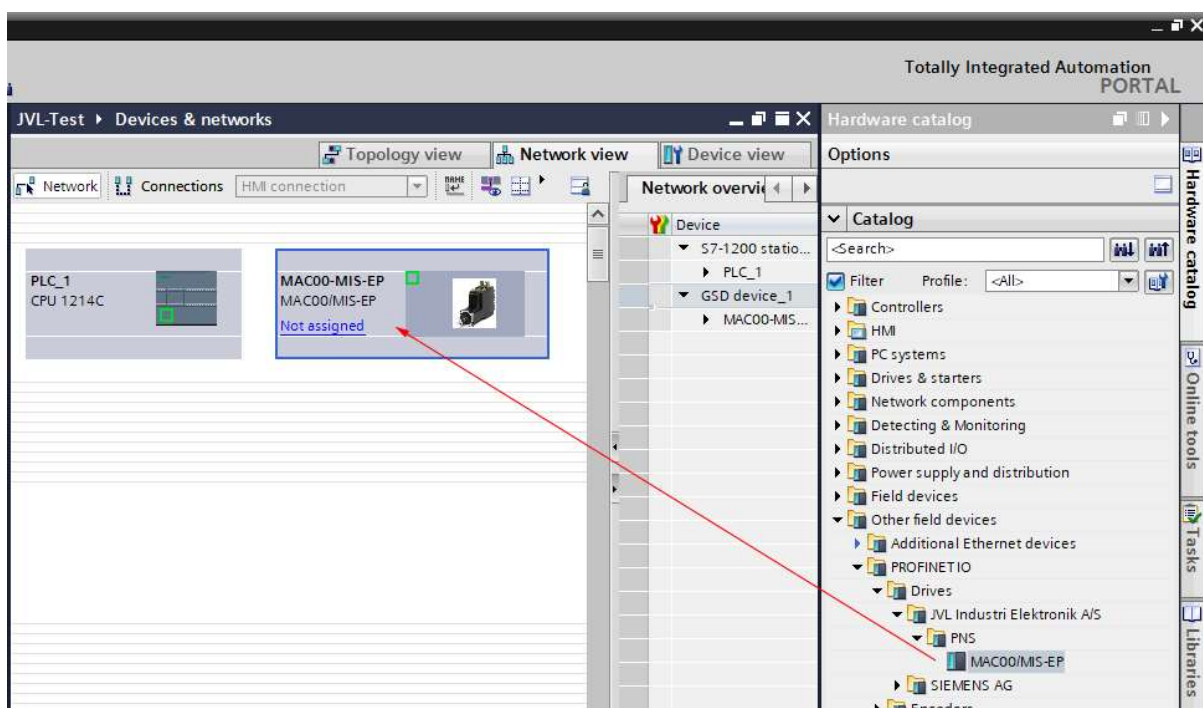 Totally Integrated Automation
PORTAL
JVL-Test ▸ Devices & networks
Hardware catalog
Topology view
Network view
Device view
Options
Network
Connections
HMI connection
Network overvie
Device
S7-1200 statio...
PLC_1
GSD device_1
MAC00-MIS...
PLC_1
CPU 1214C
MAC00-MIS-EP
MAC00/MIS-EP
Not assigned
Catalog
<Search>
Filter
Profile:
<All>
Controllers
HMI
PC systems
Drives & starters
Network components
Detecting & Monitoring
Distributed I/O
Power supply and distribution
Field devices
Other field devices
Additional Ethernet devices
PROFINET IO
Drives
JVL Industri Elektronik A/S
PNS
MAC00/MIS-EP
SIEMENS AG
Encoders
Hardware catalog
Online tools
Tasks
Libraries